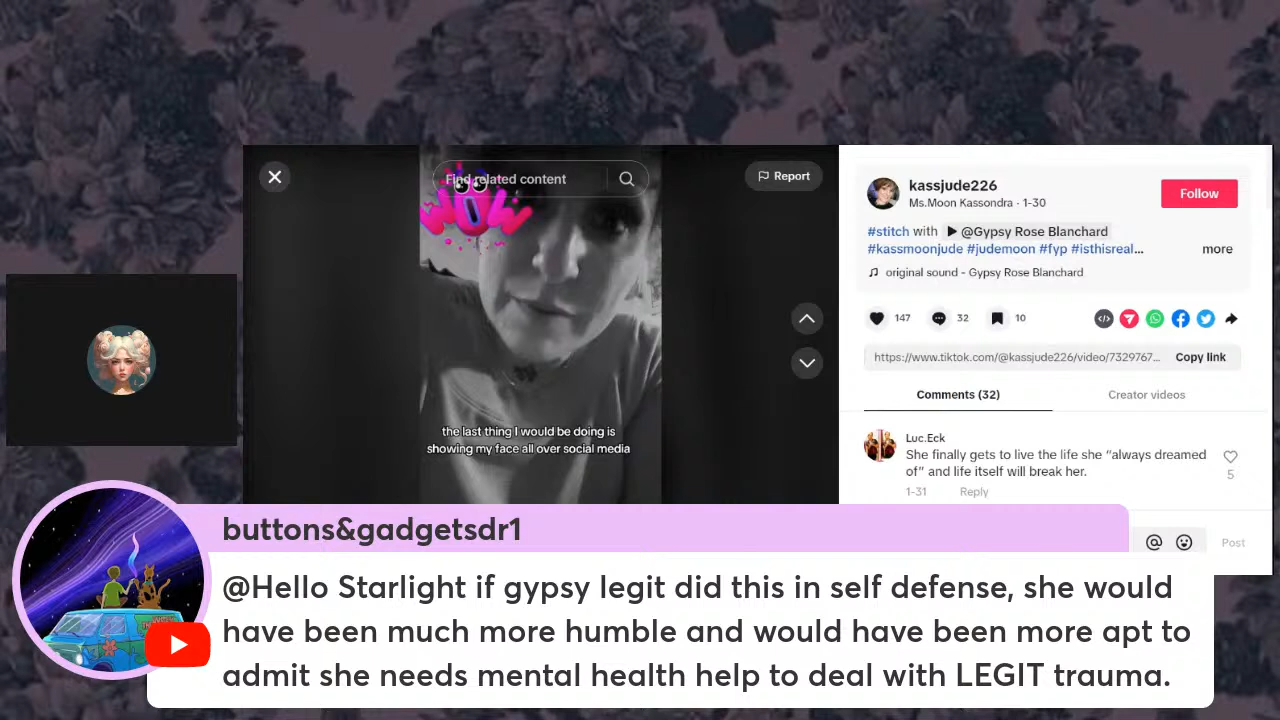 Find related content
Report
WOW
the last thing I would be doing is
showing my face all over social media
kassjude226
Ms.Moon Kassondra · 1-30
Follow
#stitch with ▶ @Gypsy Rose Blanchard
#kassmoonjude #judemoon #fyp #isthisreal...
more
original sound - Gypsy Rose Blanchard
147
32
10
https://www.tiktok.com/@kassjude226/video/7329767...
Copy link
Comments (32)
Creator videos
Luc.Eck
She finally gets to live the life she “always dreamed
of” and life itself will break her.
5
1-31 Reply
@
Post
buttons&gadgetsdr1
@Hello Starlight if gypsy legit did this in self defense, she would
have been much more humble and would have been more apt to
admit she needs mental health help to deal with LEGIT trauma.